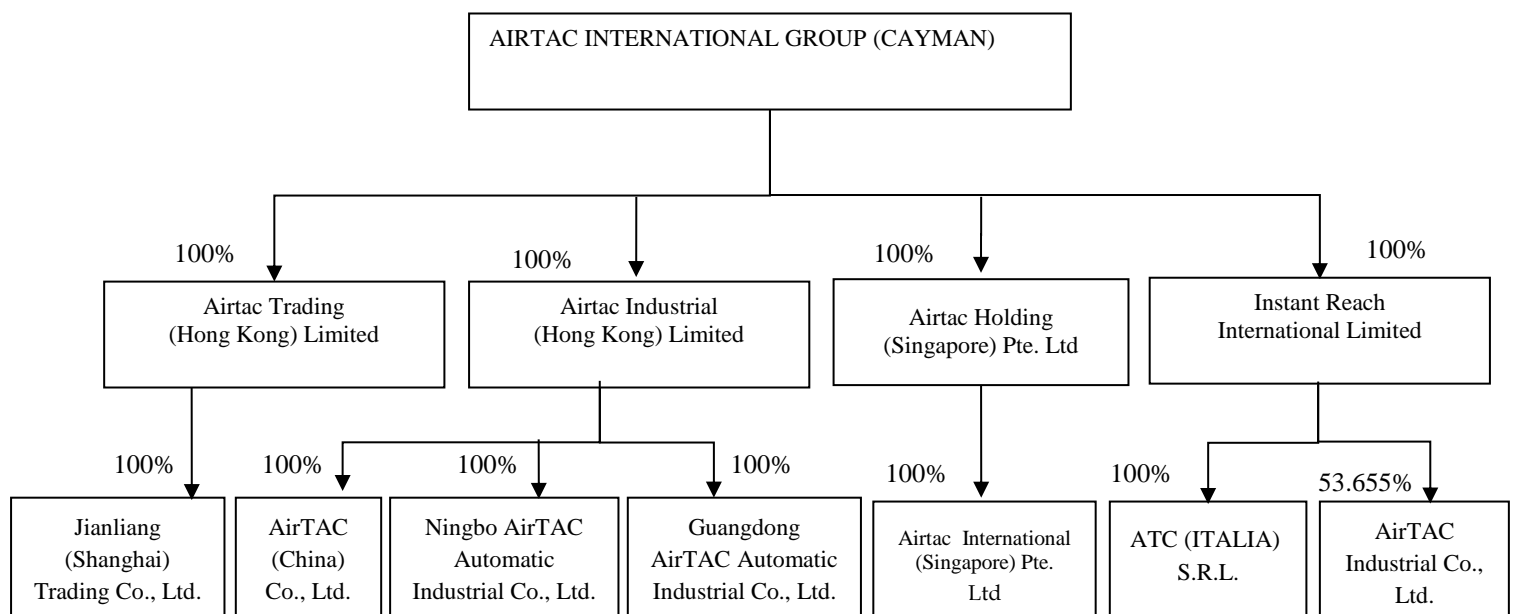 AIRTAC INTERNATIONAL GROUP (CAYMAN)
100%
100%
100%
100%
Airtac Trading
(Hong Kong) Limited
Airtac Industrial
(Hong Kong) Limited
Airtac Holding
(Singapore) Pte. Ltd
Instant Reach
International Limited
100%
100%
100%
100%
100%
100%
53.655%
Jianliang
(Shanghai)
Trading Co., Ltd.
AirTAC
(China)
Co., Ltd.
Ningbo AirTAC
Automatic
Industrial Co., Ltd.
Guangdong
AirTAC Automatic
Industrial Co., Ltd.
Airtac International
(Singapore) Pte.
Ltd
ATC (ITALIA)
S.R.L.
AirTAC
Industrial Co.,
Ltd.